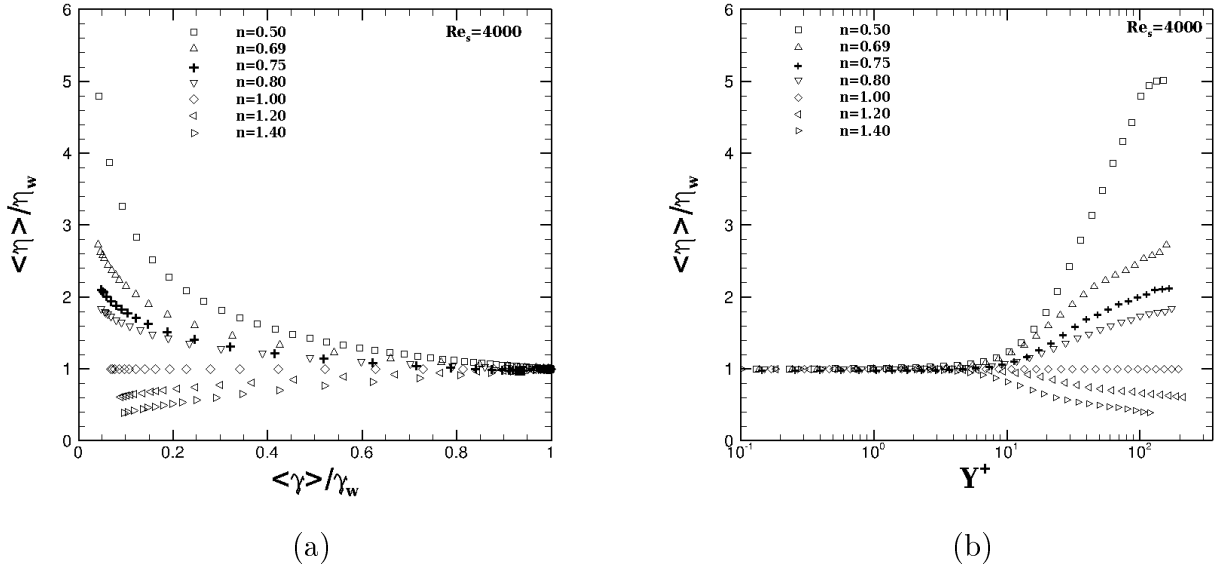 6
5
4
3
2
1
0
0
0.2
0.4
0.6
0.8
1
<η>/η_w
<γ>/γ_w
Re_s=4000
n=0.50
n=0.69
n=0.75
n=0.80
n=1.00
n=1.20
n=1.40
(a)
6
5
4
3
2
1
0
10^-1
10^0
10^1
10^2
<η>/η_w
Y^+
Re_s=4000
n=0.50
n=0.69
n=0.75
n=0.80
n=1.00
n=1.20
n=1.40
(b)